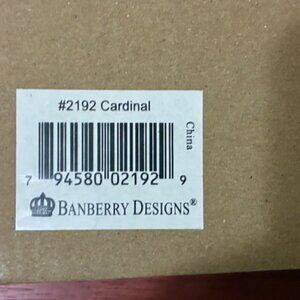 #2192 Cardinal
China
7 94580 02192 9
BANBERRY DESIGNS®